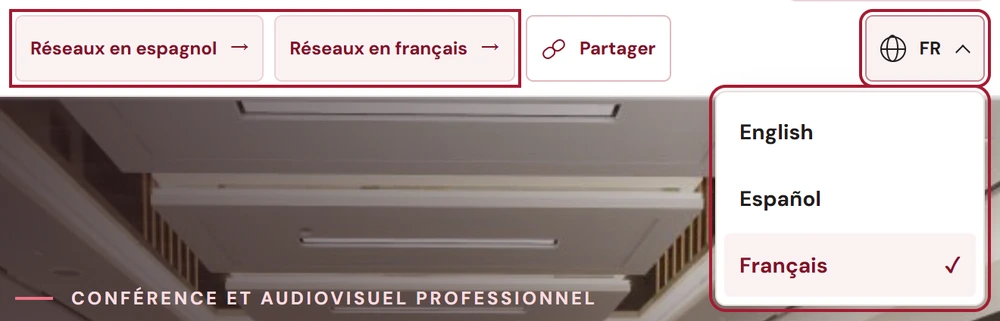 Réseaux en espagnol →
Réseaux en français →
Partager
FR
English
Español
Français ✓
CONFÉRENCE ET AUDIOVISUEL PROFESSIONNEL